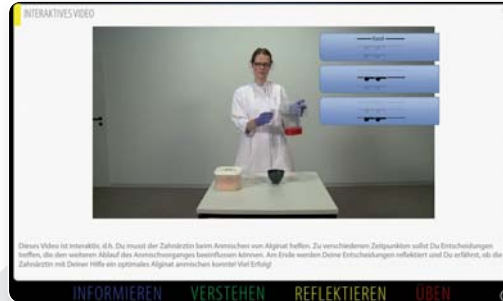 INTERAKTIVES VIDEO
Dieses Video ist interaktiv, d.h. Du musst der Zahnärztin beim Anmischen von Alginat helfen. Zu verschiedenen Zeitpunkten sollst Du Entscheidungen
treffen, die den weiteren Ablauf des Anmischvorganges beeinflussen können. Am Ende werden Deine Entscheidungen reflektiert und Du erfährst, ob die
Zahnärztin mit Deiner Hilfe ein optimales Alginat anmischen konnte! Viel Erfolg!
INFORMIEREN VERSTEHEN REFLEKTIEREN ÜBEN